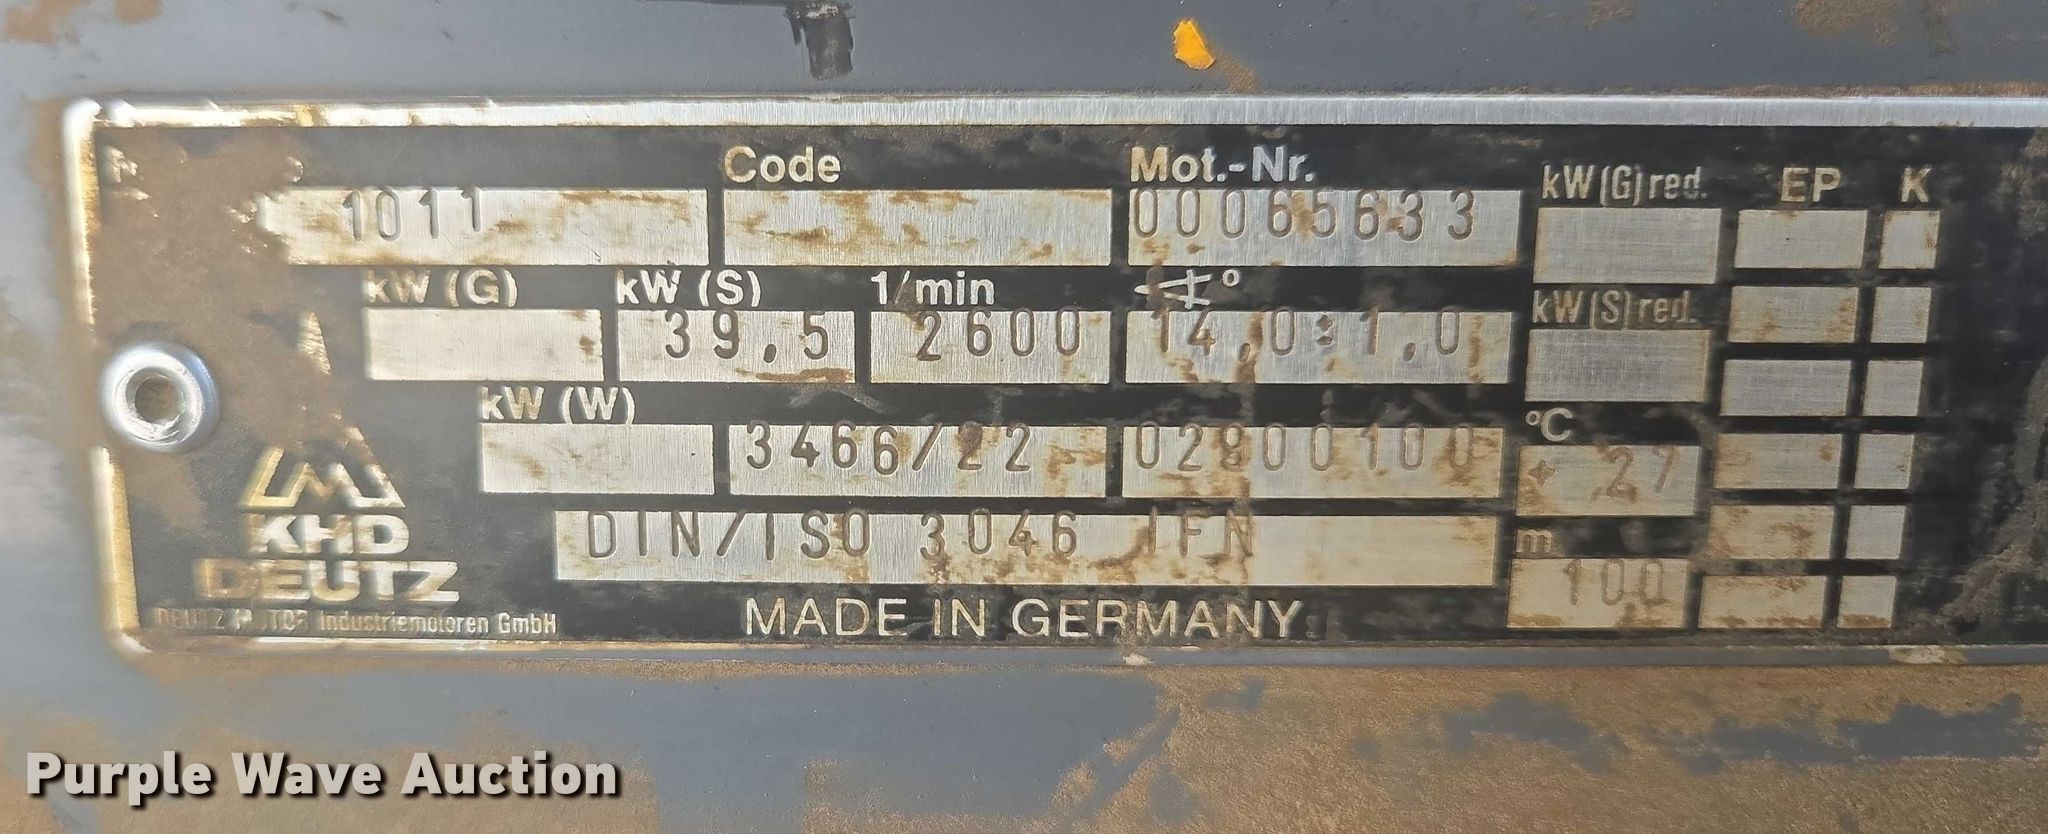 Code Mot.-Nr. kW(G)red. EP K
1011 00065633
kW (G) kW (S) 1/min ∢° kW(S)red.
39,5 2600 14,0:1,0
kW (W) °C
3466/22 02800100 + 27
KHD DIN/ISO 3046 IFN m
DEUTZ 100
DEUTZ MOTOR Industriemotoren GmbH MADE IN GERMANY
Purple Wave Auction